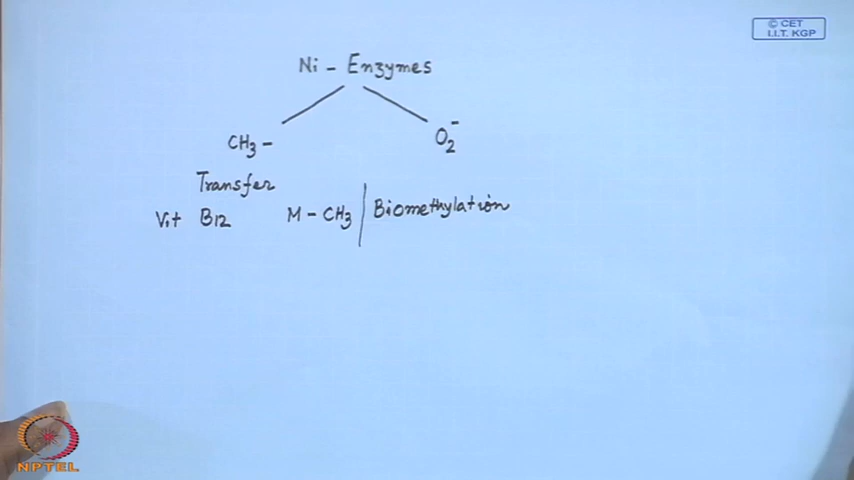 © CET
I.I.T. KGP
Ni - Enzymes
CH3 - O2-
Transfer
Vit B12 M - CH3 | Biomethylation
NPTEL